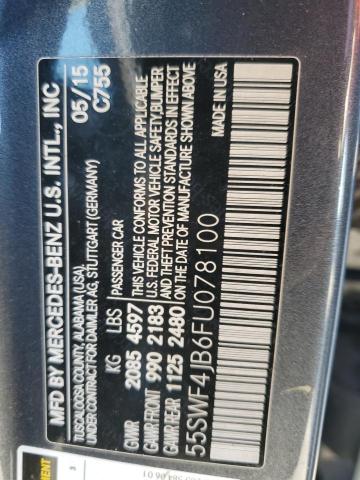 MFD BY MERCEDES-BENZ U.S. INTL., INC
TUSCALOOSA COUNTY, ALABAMA (USA),
UNDER CONTRACT FOR DAIMLER AG, STUTTGART (GERMANY)
05/15
C755
PASSENGER CAR
KG LBS
GVWR 2085 4597
GAWR FRONT 990 2183
GAWR REAR 1125 2480
THIS VEHICLE CONFORMS TO ALL APPLICABLE
U.S. FEDERAL MOTOR VEHICLE SAFETY, BUMPER
AND THEFT PREVENTION STANDARDS IN EFFECT
ON THE DATE OF MANUFACTURE SHOWN ABOVE
MADE IN USA
55SWF4JB6FU078100